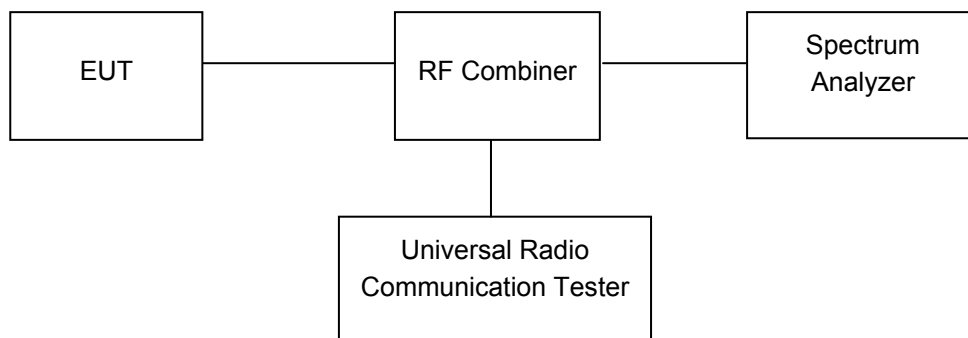 EUT
RF Combiner
Spectrum
Analyzer
Universal Radio
Communication Tester